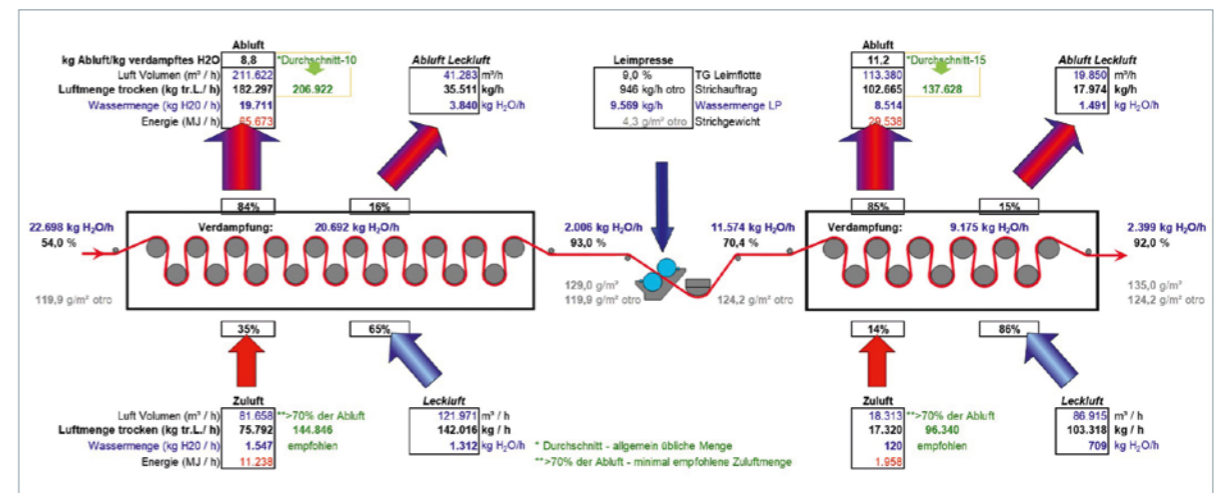 Abluft
kg Abluft/kg verdampftes H2O 8,8 *Durchschnitt-10
Luft Volumen (m³ / h) 211.622
Luftmenge trocken (kg tr.L./ h) 182.297 206.922
Wassermenge (kg H20 / h) 19.711
Energie (MJ / h) 65.673
Abluft Leckluft
41.283 m³/h
35.511 kg/h
3.840 kg H₂O/h
Leimpresse
9,0 % TG Leimflotte
946 kg/h otro Strichauftrag
9.569 kg/h Wassermenge LP
4,3 g/m² otro Strichgewicht
Abluft
11,2 *Durchschnitt-15
113.380
102.665 137.628
8.514
29.538
Abluft Leckluft
19.850 m³/h
17.974 kg/h
1.491 kg H₂O/h
84% 16%
85% 15%
22.698 kg H₂O/h
54,0 %
Verdampfung: 20.692 kg H₂O/h
2.006 kg H₂O/h
93,0 %
11.574 kg H₂O/h
70,4 %
Verdampfung: 9.175 kg H₂O/h
2.399 kg H₂O/h
92,0 %
119,9 g/m² otro
129,0 g/m²
119,9 g/m² otro
124,2 g/m² otro
135,0 g/m²
124,2 g/m² otro
35% 65%
14% 86%
Zuluft
Luft Volumen (m³ / h) 81.658 **>70% der Abluft
Luftmenge trocken (kg tr.L./ h) 75.792 144.846
Wassermenge (kg H20 / h) 1.547 empfohlen
Energie (MJ / h) 11.238
Leckluft
121.971 m³ / h
142.016 kg / h
1.312 kg H₂O/h
* Durchschnitt - allgemein übliche Menge
**>70% der Abluft - minimal empfohlene Zuluftmenge
Zuluft
18.313 **>70% der Abluft
17.320 96.340
120 empfohlen
1.958
Leckluft
86.915 m³ / h
103.318 kg / h
709 kg H₂O/h